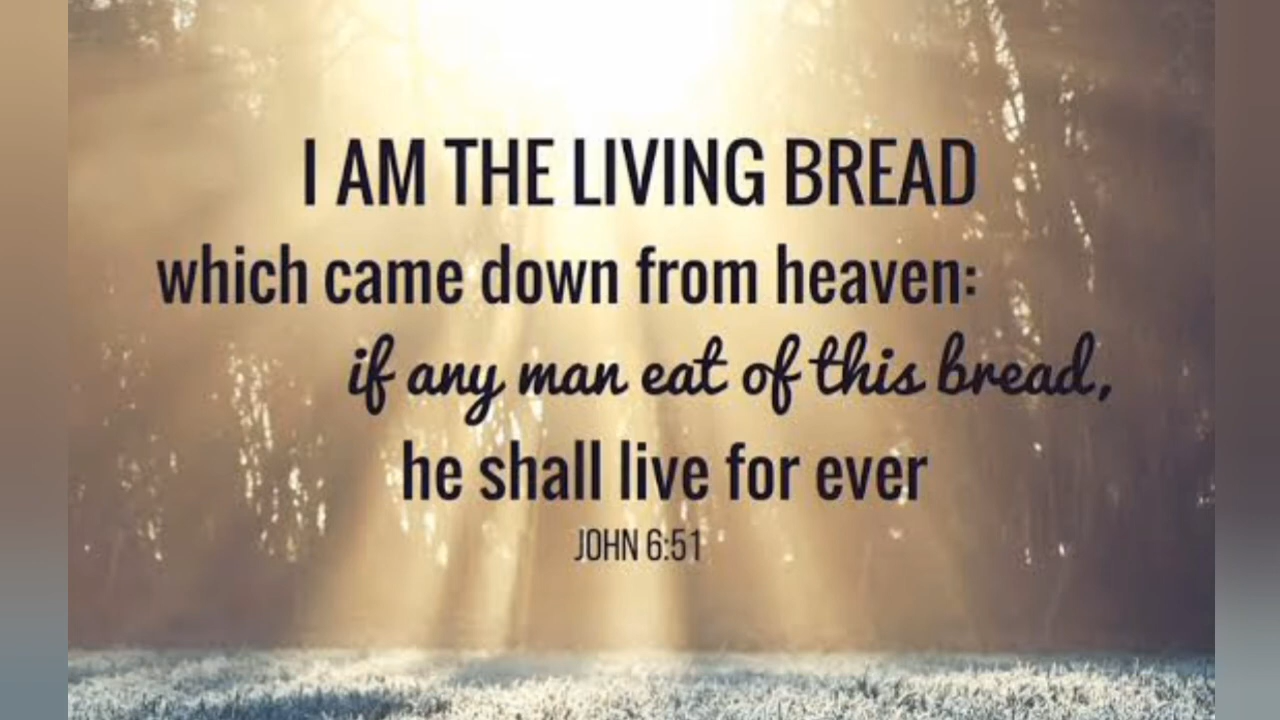 I AM THE LIVING BREAD
which came down from heaven:
if any man eat of this bread,
he shall live for ever
JOHN 6:51